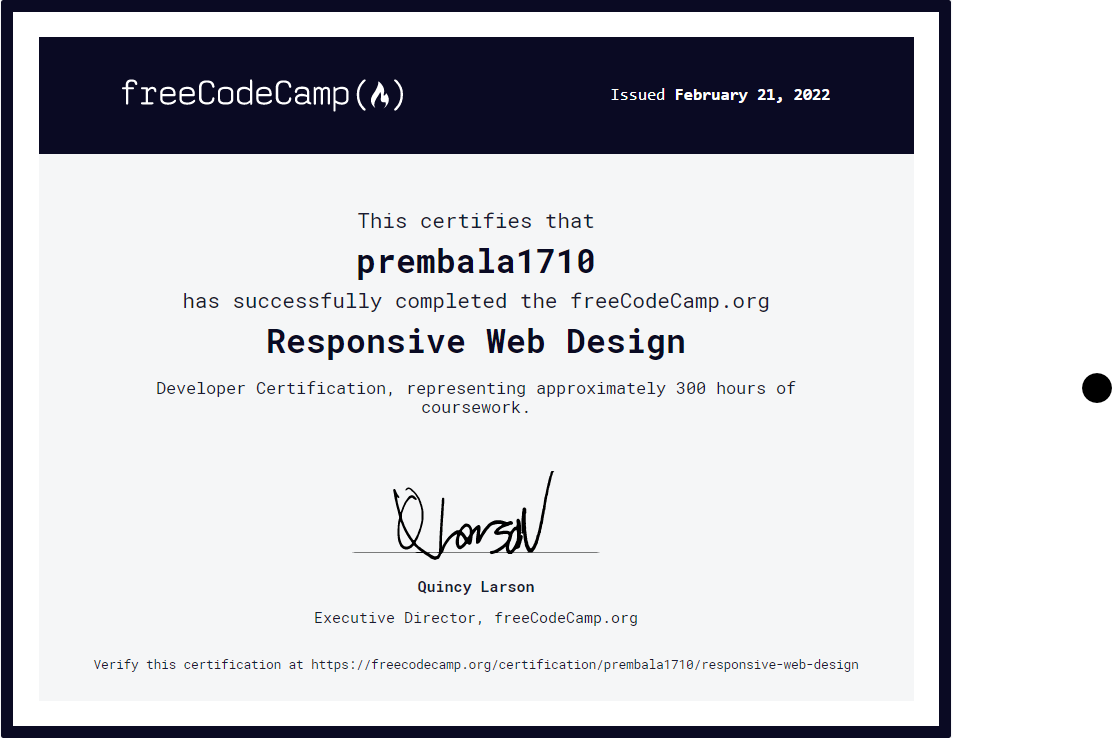 freeCodeCamp(🔥)
Issued February 21, 2022
This certifies that
prembala1710
has successfully completed the freeCodeCamp.org
Responsive Web Design
Developer Certification, representing approximately 300 hours of
coursework.
Q Larson
Quincy Larson
Executive Director, freeCodeCamp.org
Verify this certification at https://freecodecamp.org/certification/prembala1710/responsive-web-design